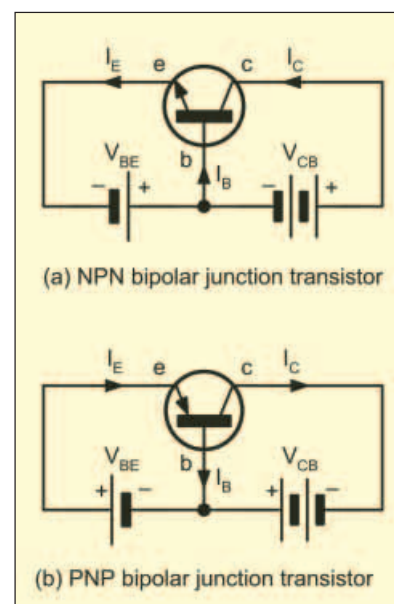 I_E e c I_C
V_BE b V_CB
− + I_B − +
(a) NPN bipolar junction transistor
I_E e c I_C
V_BE b V_CB
+ − I_B + −
(b) PNP bipolar junction transistor